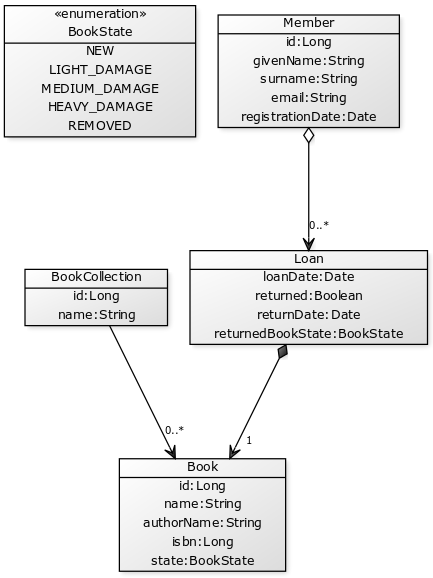 «enumeration»
BookState
NEW
LIGHT_DAMAGE
MEDIUM_DAMAGE
HEAVY_DAMAGE
REMOVED
Member
id:Long
givenName:String
surname:String
email:String
registrationDate:Date
0..*
Loan
loanDate:Date
returned:Boolean
returnDate:Date
returnedBookState:BookState
BookCollection
id:Long
name:String
0..*
1
Book
id:Long
name:String
authorName:String
isbn:Long
state:BookState